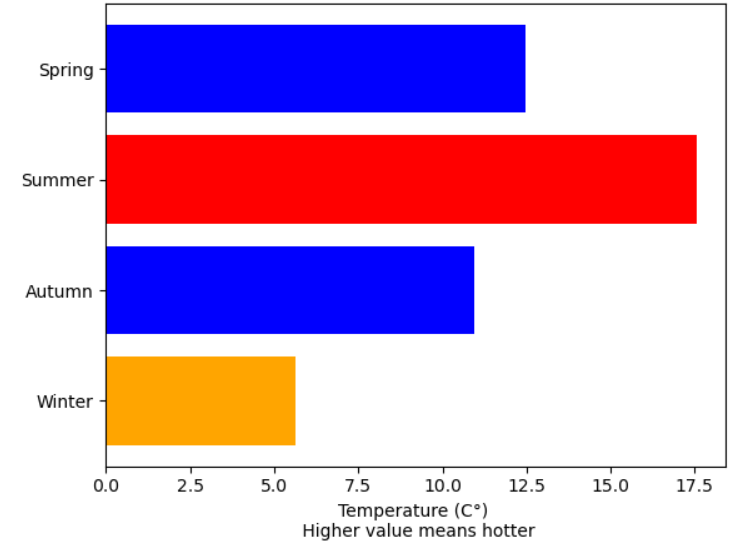 Spring
Summer
Autumn
Winter
0.0 2.5 5.0 7.5 10.0 12.5 15.0 17.5
Temperature (C°)
Higher value means hotter